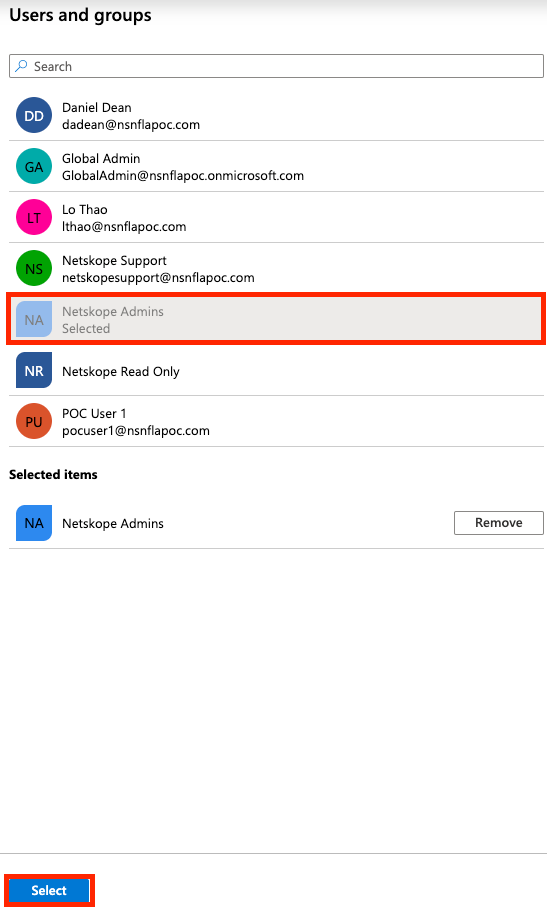 Users and groups
Search
DD
Daniel Dean
dadean@nsnflapoc.com
GA
Global Admin
GlobalAdmin@nsnflapoc.onmicrosoft.com
LT
Lo Thao
lthao@nsnflapoc.com
NS
Netskope Support
netskopesupport@nsnflapoc.com
NA
Netskope Admins
Selected
NR
Netskope Read Only
PU
POC User 1
pocuser1@nsnflapoc.com
Selected items
NA
Netskope Admins
Remove
Select